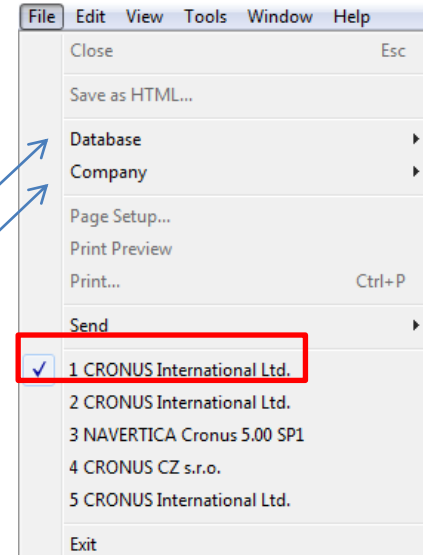 File Edit View Tools Window Help
Close Esc
Save as HTML...
Database
Company
Page Setup...
Print Preview
Print... Ctrl+P
Send
1 CRONUS International Ltd.
2 CRONUS International Ltd.
3 NAVERTICA Cronus 5.00 SP1
4 CRONUS CZ s.r.o.
5 CRONUS International Ltd.
Exit